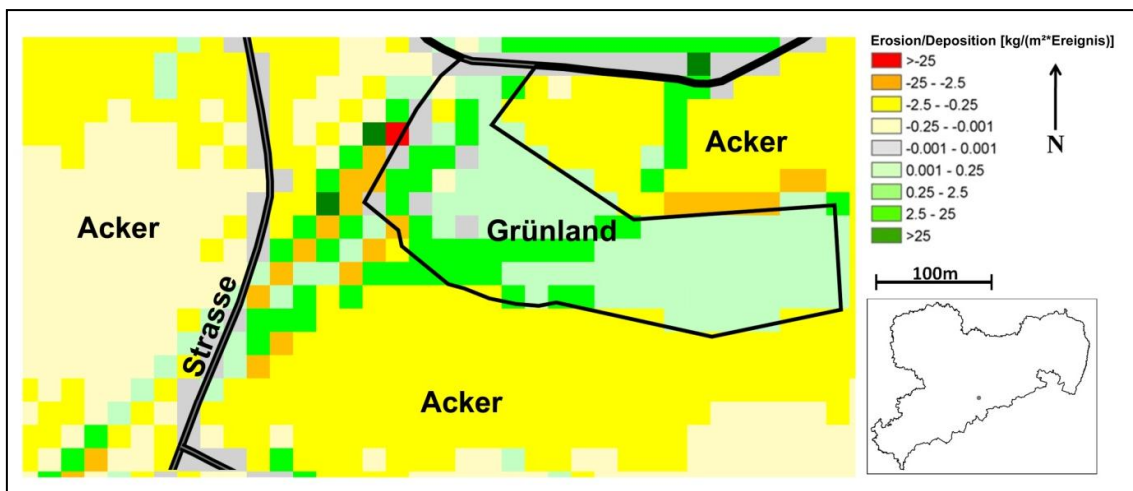 Erosion/Deposition [kg/(m²*Ereignis)]
>-25
-25 - -2.5
-2.5 - -0.25
-0.25 - -0.001
-0.001 - 0.001
0.001 - 0.25
0.25 - 2.5
2.5 - 25
>25
N
100m
Acker
Acker
Grünland
Strasse
Acker